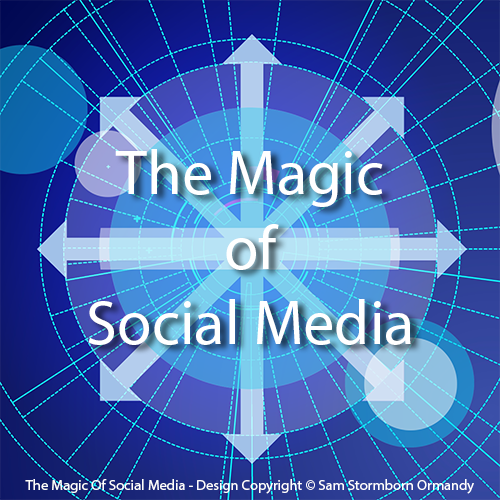 The Magic
of
Social Media
The Magic Of Social Media - Design Copyright © Sam Stormborn Ormandy